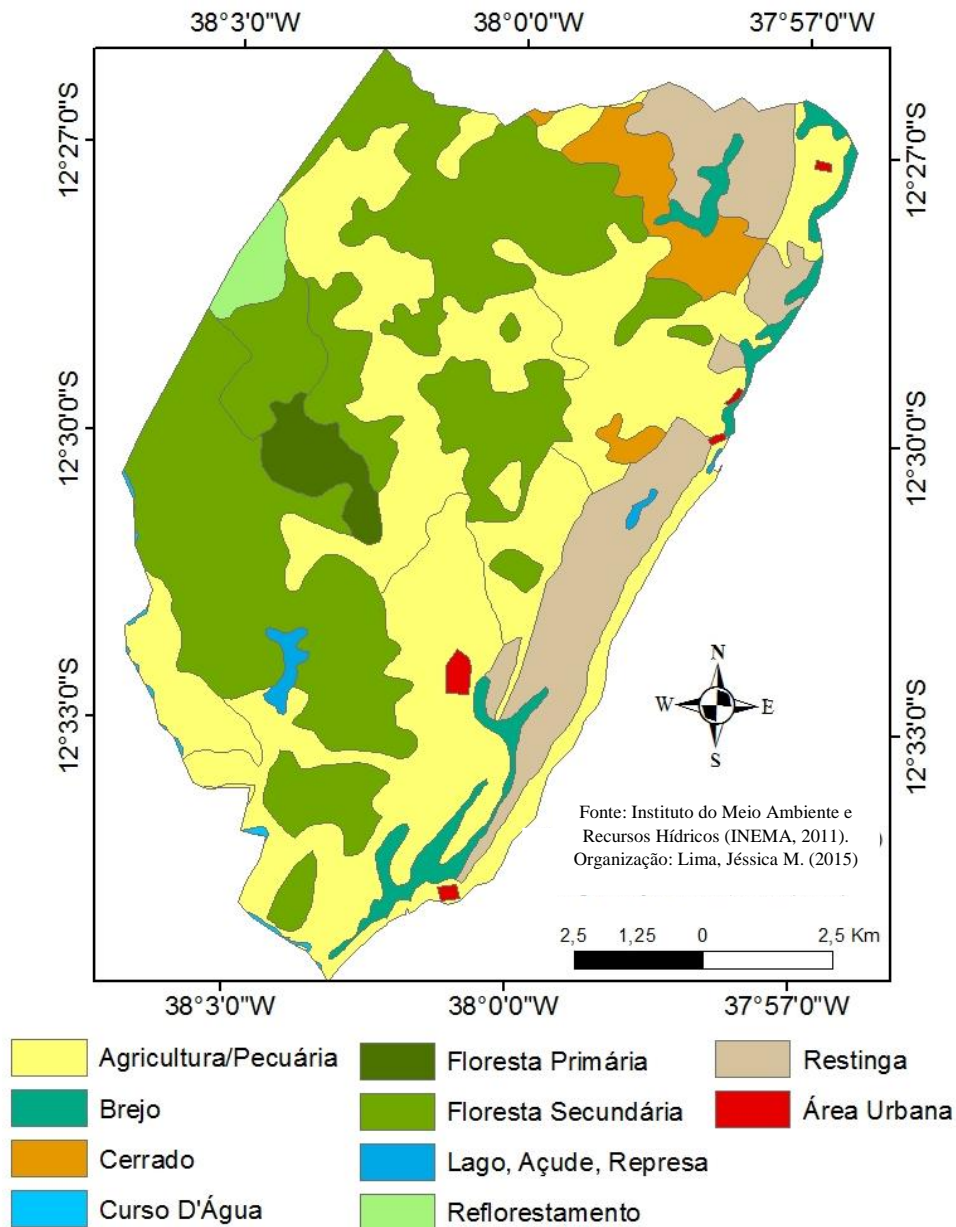 38°3'0"W 38°0'0"W 37°57'0"W
12°27'0"S 12°27'0"S
12°30'0"S 12°30'0"S
12°33'0"S 12°33'0"S
N
W E
S
Fonte: Instituto do Meio Ambiente e
Recursos Hídricos (INEMA, 2011).
Organização: Lima, Jéssica M. (2015)
2,5 1,25 0 2,5 Km
38°3'0"W 38°0'0"W 37°57'0"W
Agricultura/Pecuária
Brejo
Cerrado
Curso D'Água
Floresta Primária
Floresta Secundária
Lago, Açude, Represa
Reflorestamento
Restinga
Área Urbana